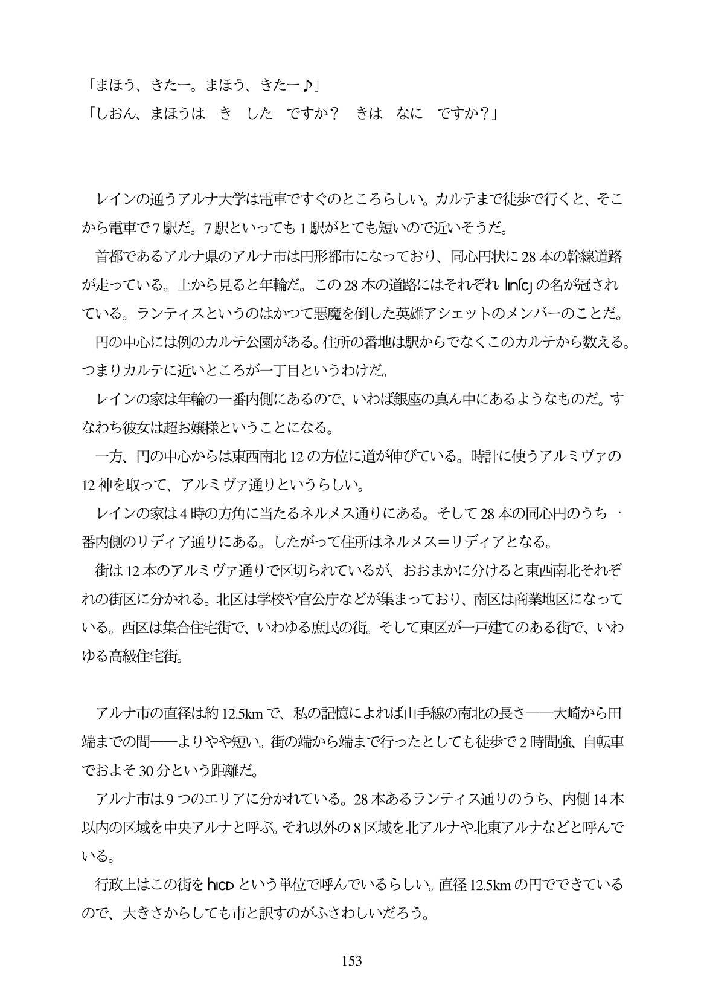 「まほう、きたー。まほう、きたー♪」
「しおん、まほうは　き　した　ですか？　きは　なに　ですか？」
レインの通うアルナ大学は電車ですぐのところらしい。カルテまで徒歩で行くと、そこ
から電車で 7 駅だ。7 駅といっても 1 駅がとても短いので近いそうだ。
首都であるアルナ県のアルナ市は円形都市になっており、同心円状に 28 本の幹線道路
が走っている。上から見ると年輪だ。この 28 本の道路にはそれぞれ の名が冠され
ている。ランティスというのはかつて悪魔を倒した英雄アシェットのメンバーのことだ。
円の中心には例のカルテ公園がある。住所の番地は駅からでなくこのカルテから数える。
つまりカルテに近いところが一丁目というわけだ。
レインの家は年輪の一番内側にあるので、いわば銀座の真ん中にあるようなものだ。す
なわち彼女は超お嬢様ということになる。
一方、円の中心からは東西南北 12 の方位に道が伸びている。時計に使うアルミヴァの
12 神を取って、アルミヴァ通りというらしい。
レインの家は 4 時の方角に当たるネルメス通りにある。そして 28 本の同心円のうち一
番内側のリディア通りにある。したがって住所はネルメス＝リディアとなる。
街は 12 本のアルミヴァ通りで区切られているが、おおまかに分けると東西南北それぞ
れの街区に分かれる。北区は学校や官公庁などが集まっており、南区は商業地区になって
いる。西区は集合住宅街で、いわゆる庶民の街。そして東区が一戸建てのある街で、いわ
ゆる高級住宅街。
アルナ市の直径は約 12.5km で、私の記憶によれば山手線の南北の長さ――大崎から田
端までの間――よりやや短い。街の端から端まで行ったとしても徒歩で 2 時間強、自転車
でおよそ 30 分という距離だ。
アルナ市は 9 つのエリアに分かれている。28 本あるランティス通りのうち、内側 14 本
以内の区域を中央アルナと呼ぶ。それ以外の 8 区域を北アルナや北東アルナなどと呼んで
いる。
行政上はこの街を という単位で呼んでいるらしい。直径 12.5km の円でできている
ので、大きさからしても市と訳すのがふさわしいだろう。
153